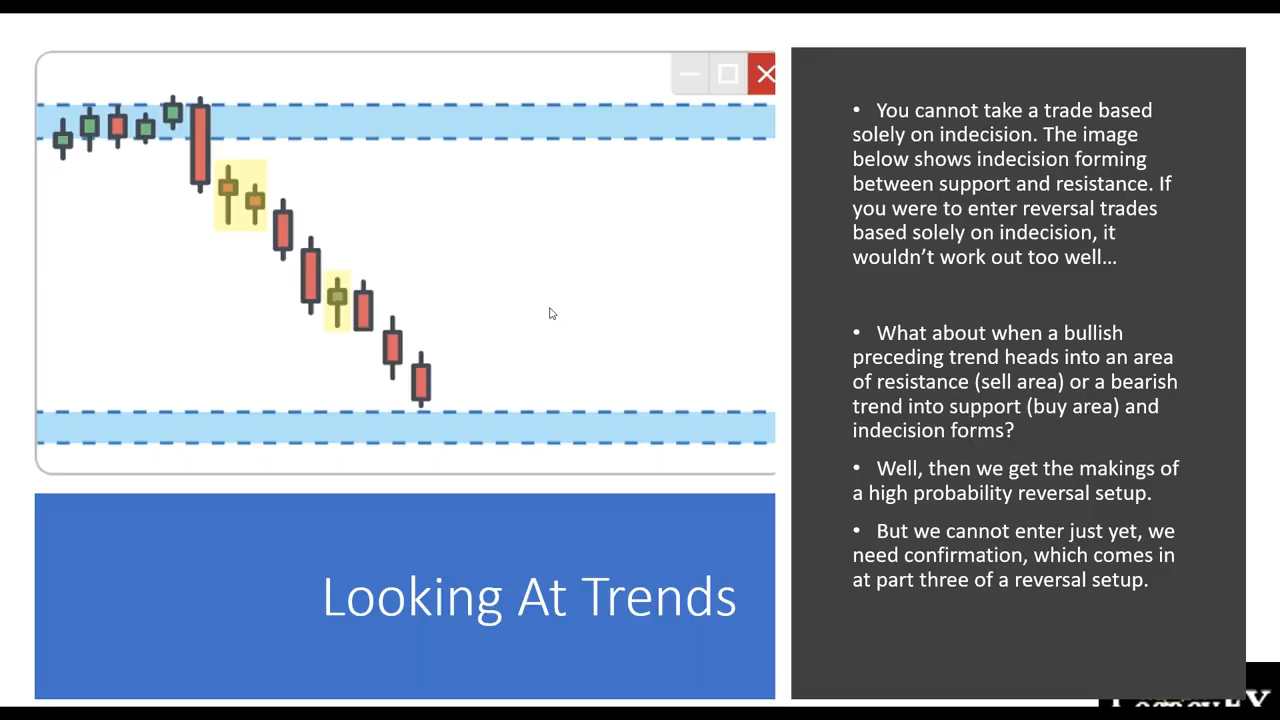 • You cannot take a trade based
solely on indecision. The image
below shows indecision forming
between support and resistance. If
you were to enter reversal trades
based solely on indecision, it
wouldn't work out too well…
• What about when a bullish
preceding trend heads into an area
of resistance (sell area) or a bearish
trend into support (buy area) and
indecision forms?
• Well, then we get the makings of
a high probability reversal setup.
• But we cannot enter just yet, we
need confirmation, which comes in
at part three of a reversal setup.
Looking At Trends